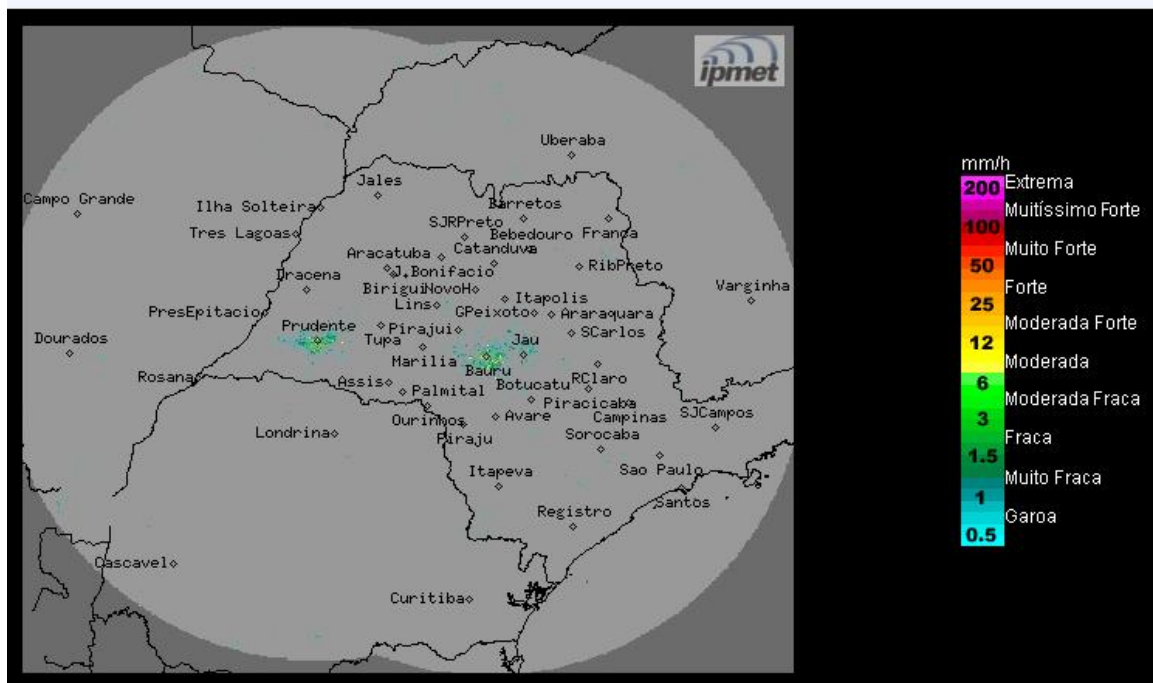 ipmet
Uberaba
Jales
Campo Grande
Ilha Solteira
Barretos
SJRPreto
Tres Lagoas
Bebedouro
Franca
Aracatuba
Catanduva
J.Bonifacio
RibPreto
Dracena
Birigui
NovoH
Varginha
Lins
Itapolis
PresEpitacio
GPeixoto
Araraquara
Prudente
Pirajui
SCarlos
Dourados
Tupa
Jau
Marilia
Bauru
Rosana
Assis
Botucatu
RClaro
Palmital
Piracicaba
Ourinhos
Avare
Campinas
SJCampos
Londrina
Piraju
Sorocaba
Itapeva
Sao Paulo
Santos
Registro
Cascavel
Curitiba
mm/h
200 Extrema
Muitíssimo Forte
100
Muito Forte
50
Forte
25
Moderada Forte
12
Moderada
6
Moderada Fraca
3
Fraca
1.5
Muito Fraca
1
Garoa
0.5